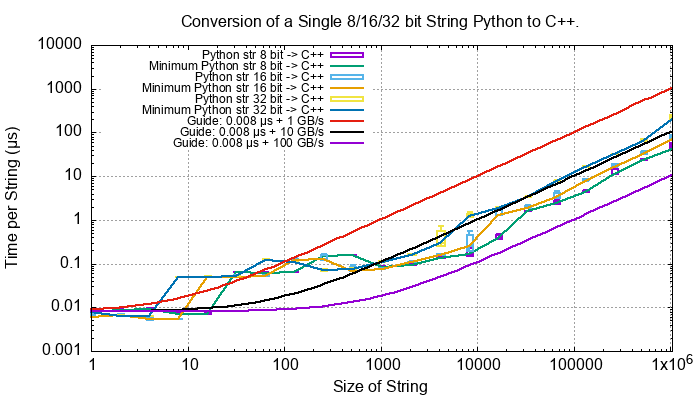 Conversion of a Single 8/16/32 bit String Python to C++.
10000
1000
100
10
1
0.1
0.01
0.001
Time per String (µs)
Python str 8 bit -> C++
Minimum Python str 8 bit -> C++
Python str 16 bit -> C++
Minimum Python str 16 bit -> C++
Python str 32 bit -> C++
Minimum Python str 32 bit -> C++
Guide: 0.008 µs + 1 GB/s
Guide: 0.008 µs + 10 GB/s
Guide: 0.008 µs + 100 GB/s
1 10 100 1000 10000 100000 1x10⁶
Size of String